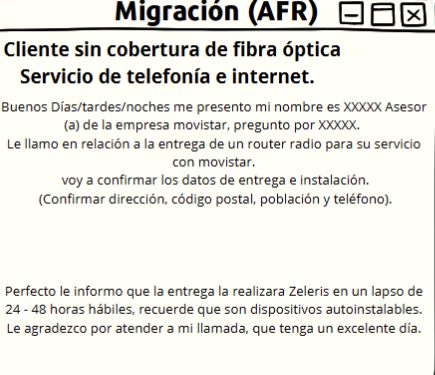 Migración (AFR)
Cliente sin cobertura de fibra óptica
Servicio de telefonía e internet.
Buenos Días/tardes/noches me presento mi nombre es XXXXX Asesor
(a) de la empresa movistar, pregunto por XXXXX.
Le llamo en relación a la entrega de un router radio para su servicio
con movistar.
voy a confirmar los datos de entrega e instalación.
(Confirmar dirección, código postal, población y teléfono).
Perfecto le informo que la entrega la realizara Zeleris en un lapso de
24 - 48 horas hábiles, recuerde que son dispositivos autoinstalables.
Le agradezco por atender a mi llamada, que tenga un excelente día.